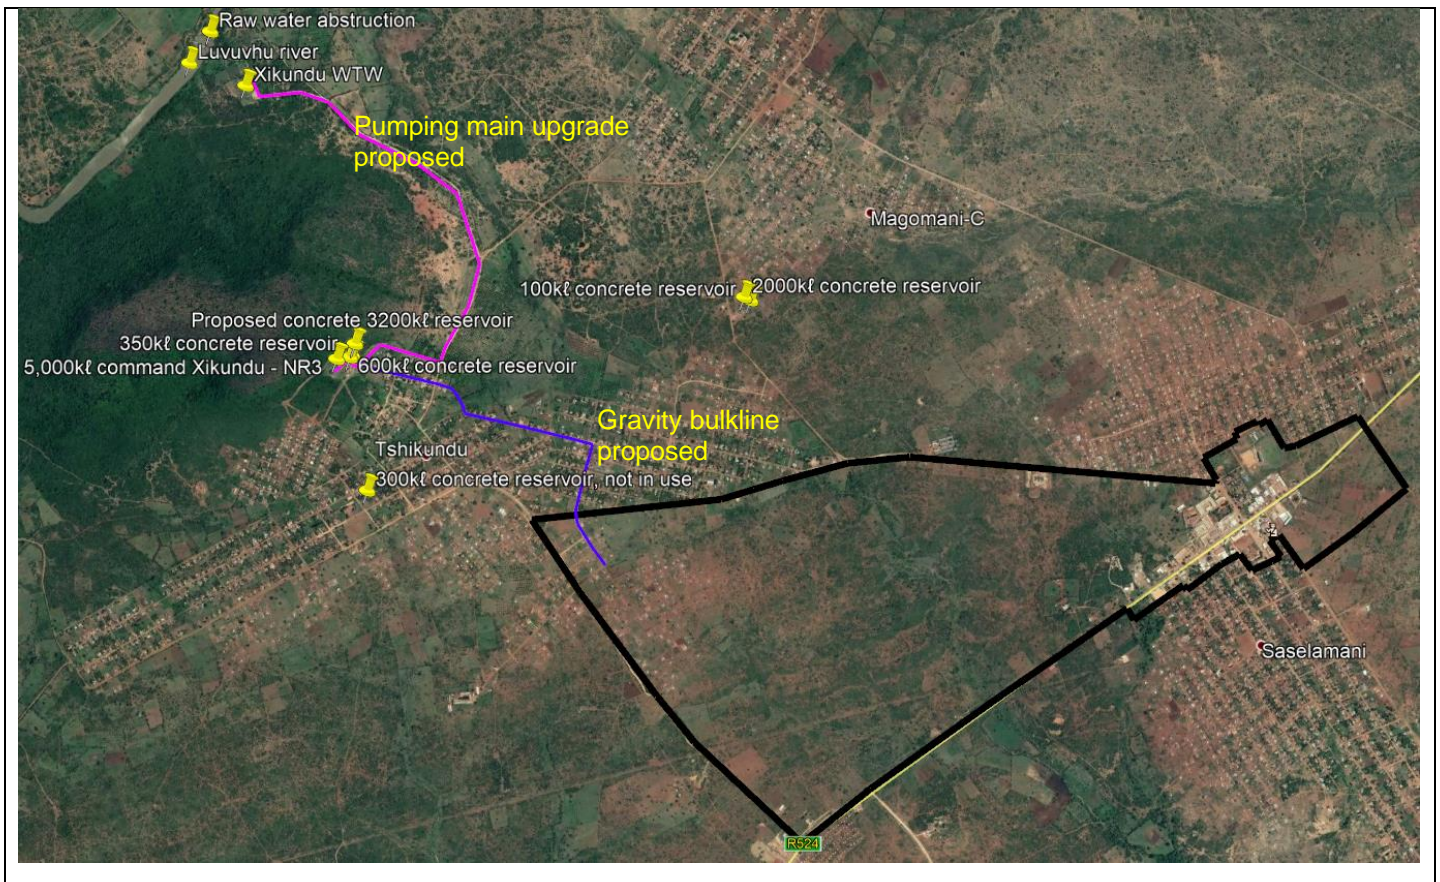 Raw water abstruction
Luvuvhu river
Xikundu WTW
Pumping main upgrade
proposed
Magomani-C
100kℓ concrete reservoir
2000kℓ concrete reservoir
Proposed concrete 3200kℓ reservoir
350kℓ concrete reservoir
5,000kℓ command Xikundu - NR3
600kℓ concrete reservoir
Gravity bulkline
proposed
Tshikundu
300kℓ concrete reservoir, not in use
Saselamani
R524